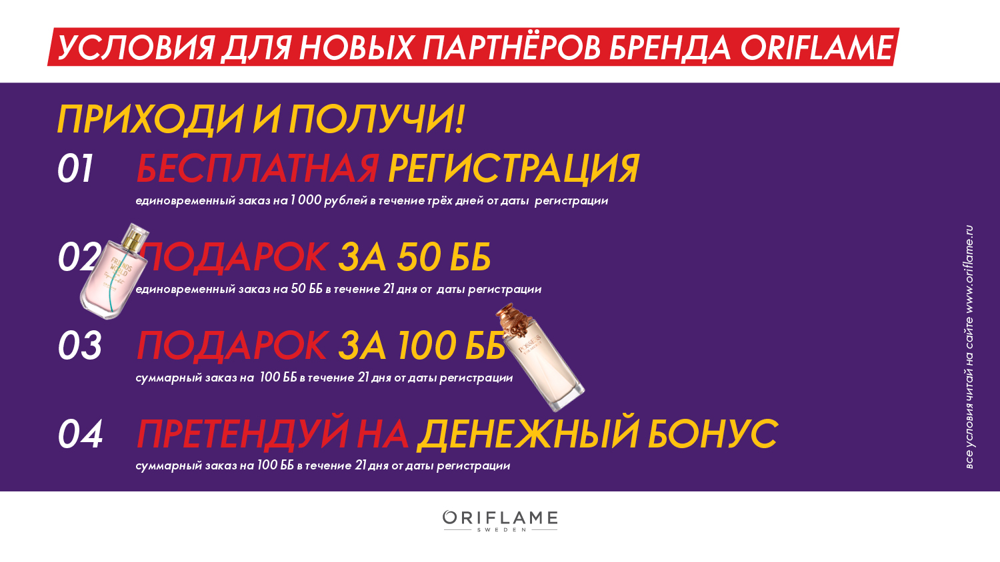 УСЛОВИЯ ДЛЯ НОВЫХ ПАРТНЁРОВ БРЕНДА ORIFLAME
ПРИХОДИ И ПОЛУЧИ!
01 БЕСПЛАТНАЯ РЕГИСТРАЦИЯ
единовременный заказ на 1 000 рублей в течение трёх дней от даты регистрации
02 ПОДАРОК ЗА 50 ББ
единовременный заказ на 50 ББ в течение 21 дня от даты регистрации
FRIENDS
WORLD
03 ПОДАРОК ЗА 100 ББ
суммарный заказ на 100 ББ в течение 21 дня от даты регистрации
POSSESS
04 ПРЕТЕНДУЙ НА ДЕНЕЖНЫЙ БОНУС
суммарный заказ на 100 ББ в течение 21 дня от даты регистрации
все условия читай на сайте www.oriflame.ru
ORIFLAME
SWEDEN